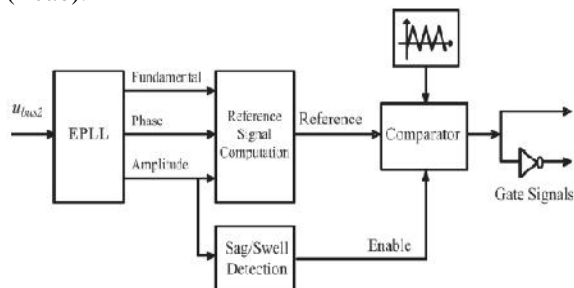 u_bus2
EPLL
Fundamental
Phase
Amplitude
Reference
Signal
Computation
Reference
Comparator
Gate Signals
Sag/Swell
Detection
Enable